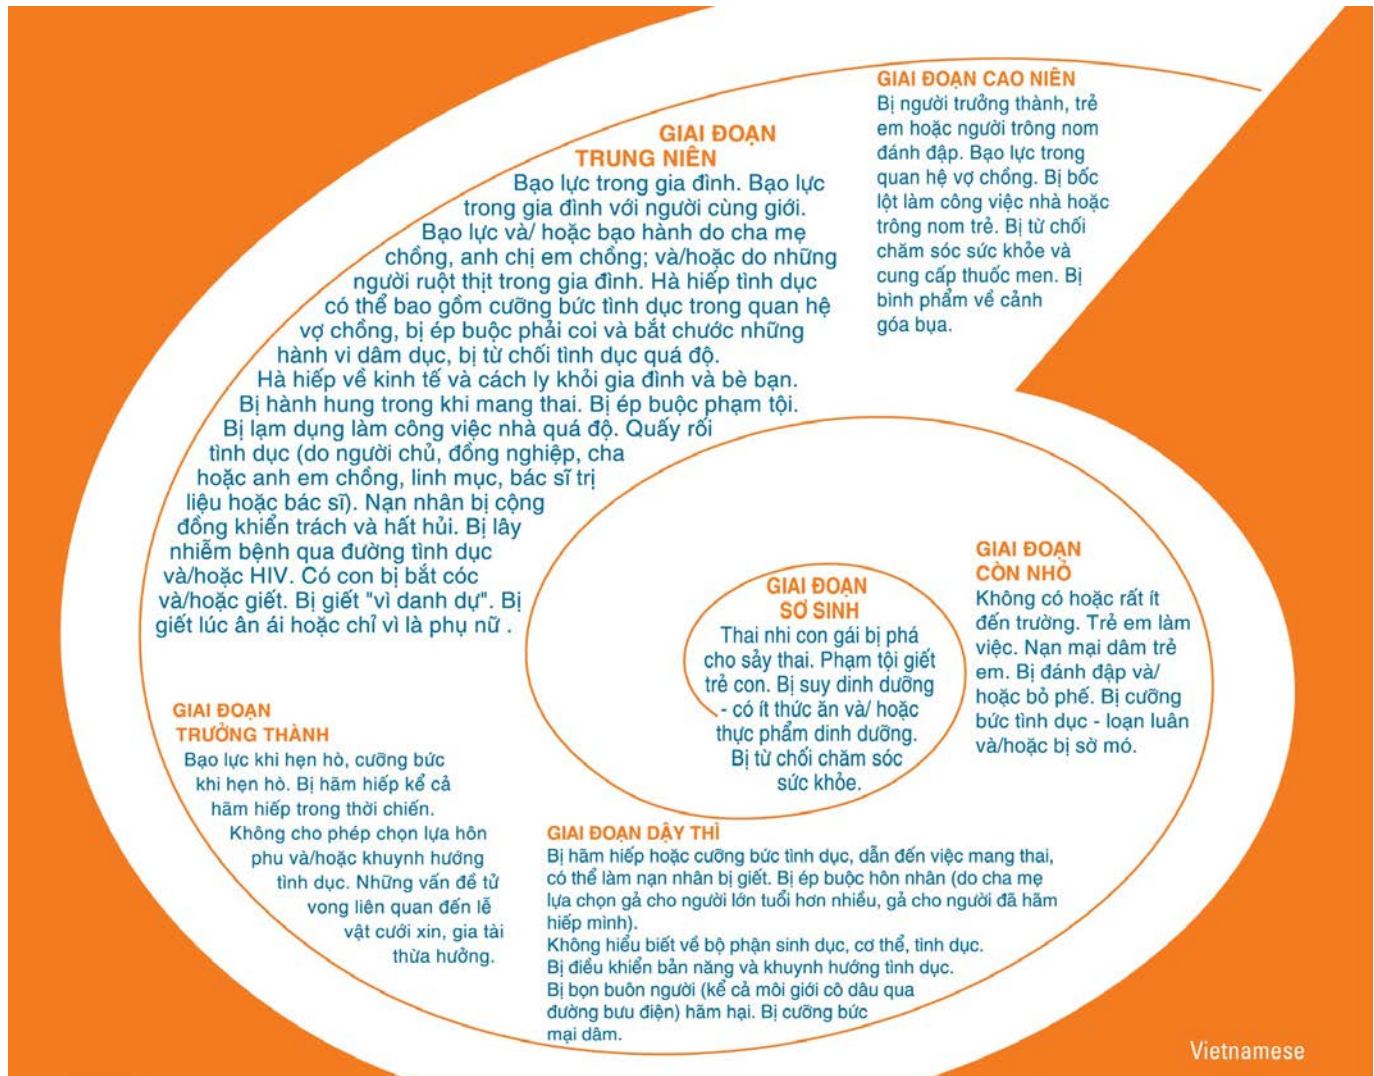 GIAI ĐOẠN CAO NIÊN
Bị người trưởng thành, trẻ
em hoặc người trông nom
đánh đập. Bạo lực trong
quan hệ vợ chồng. Bị bốc
lột làm công việc nhà hoặc
trông nom trẻ. Bị từ chối
chăm sóc sức khỏe và
cung cấp thuốc men. Bị
bình phẩm về cảnh
góa bụa.
GIAI ĐOẠN
TRUNG NIÊN
Bạo lực trong gia đình. Bạo lực
trong gia đình với người cùng giới.
Bạo lực và/ hoặc bạo hành do cha mẹ
chồng, anh chị em chồng; và/hoặc do những
người ruột thịt trong gia đình. Hà hiếp tình dục
có thể bao gồm cưỡng bức tình dục trong quan hệ
vợ chồng, bị ép buộc phải coi và bắt chước những
hành vi dâm dục, bị từ chối tình dục quá độ.
Hà hiếp về kinh tế và cách ly khỏi gia đình và bè bạn.
Bị hành hung trong khi mang thai. Bị ép buộc phạm tội.
Bị lạm dụng làm công việc nhà quá độ. Quấy rối
tình dục (do người chủ, đồng nghiệp, cha
hoặc anh em chồng, linh mục, bác sĩ trị
liệu hoặc bác sĩ). Nạn nhân bị cộng
đồng khiển trách và hất hủi. Bị lây
nhiễm bệnh qua đường tình dục
và/hoặc HIV. Có con bị bắt cóc
và/hoặc giết. Bị giết "vì danh dự". Bị
giết lúc ân ái hoặc chỉ vì là phụ nữ .
GIAI ĐOẠN
SƠ SINH
Thai nhi con gái bị phá
cho sảy thai. Phạm tội giết
trẻ con. Bị suy dinh dưỡng
- có ít thức ăn và/ hoặc
thực phẩm dinh dưỡng.
Bị từ chối chăm sóc
sức khỏe.
GIAI ĐOẠN
CÒN NHỎ
Không có hoặc rất ít
đến trường. Trẻ em làm
việc. Nạn mại dâm trẻ
em. Bị đánh đập và/
hoặc bỏ phế. Bị cưỡng
bức tình dục - loạn luân
và/hoặc bị sờ mó.
GIAI ĐOẠN
TRƯỞNG THÀNH
Bạo lực khi hẹn hò, cưỡng bức
khi hẹn hò. Bị hãm hiếp kể cả
hãm hiếp trong thời chiến.
Không cho phép chọn lựa hôn
phu và/hoặc khuynh hướng
tình dục. Những vấn đề tử
vong liên quan đến lễ
vật cưới xin, gia tài
thừa hưởng.
GIAI ĐOẠN DẬY THÌ
Bị hãm hiếp hoặc cưỡng bức tình dục, dẫn đến việc mang thai,
có thể làm nạn nhân bị giết. Bị ép buộc hôn nhân (do cha mẹ
lựa chọn gả cho người lớn tuổi hơn nhiều, gả cho người đã hãm
hiếp mình).
Không hiểu biết về bộ phận sinh dục, cơ thể, tình dục.
Bị điều khiển bản năng và khuynh hướng tình dục.
Bị bọn buôn người (kể cả môi giới cô dâu qua
đường bưu điện) hãm hại. Bị cưỡng bức
mại dâm.
Vietnamese